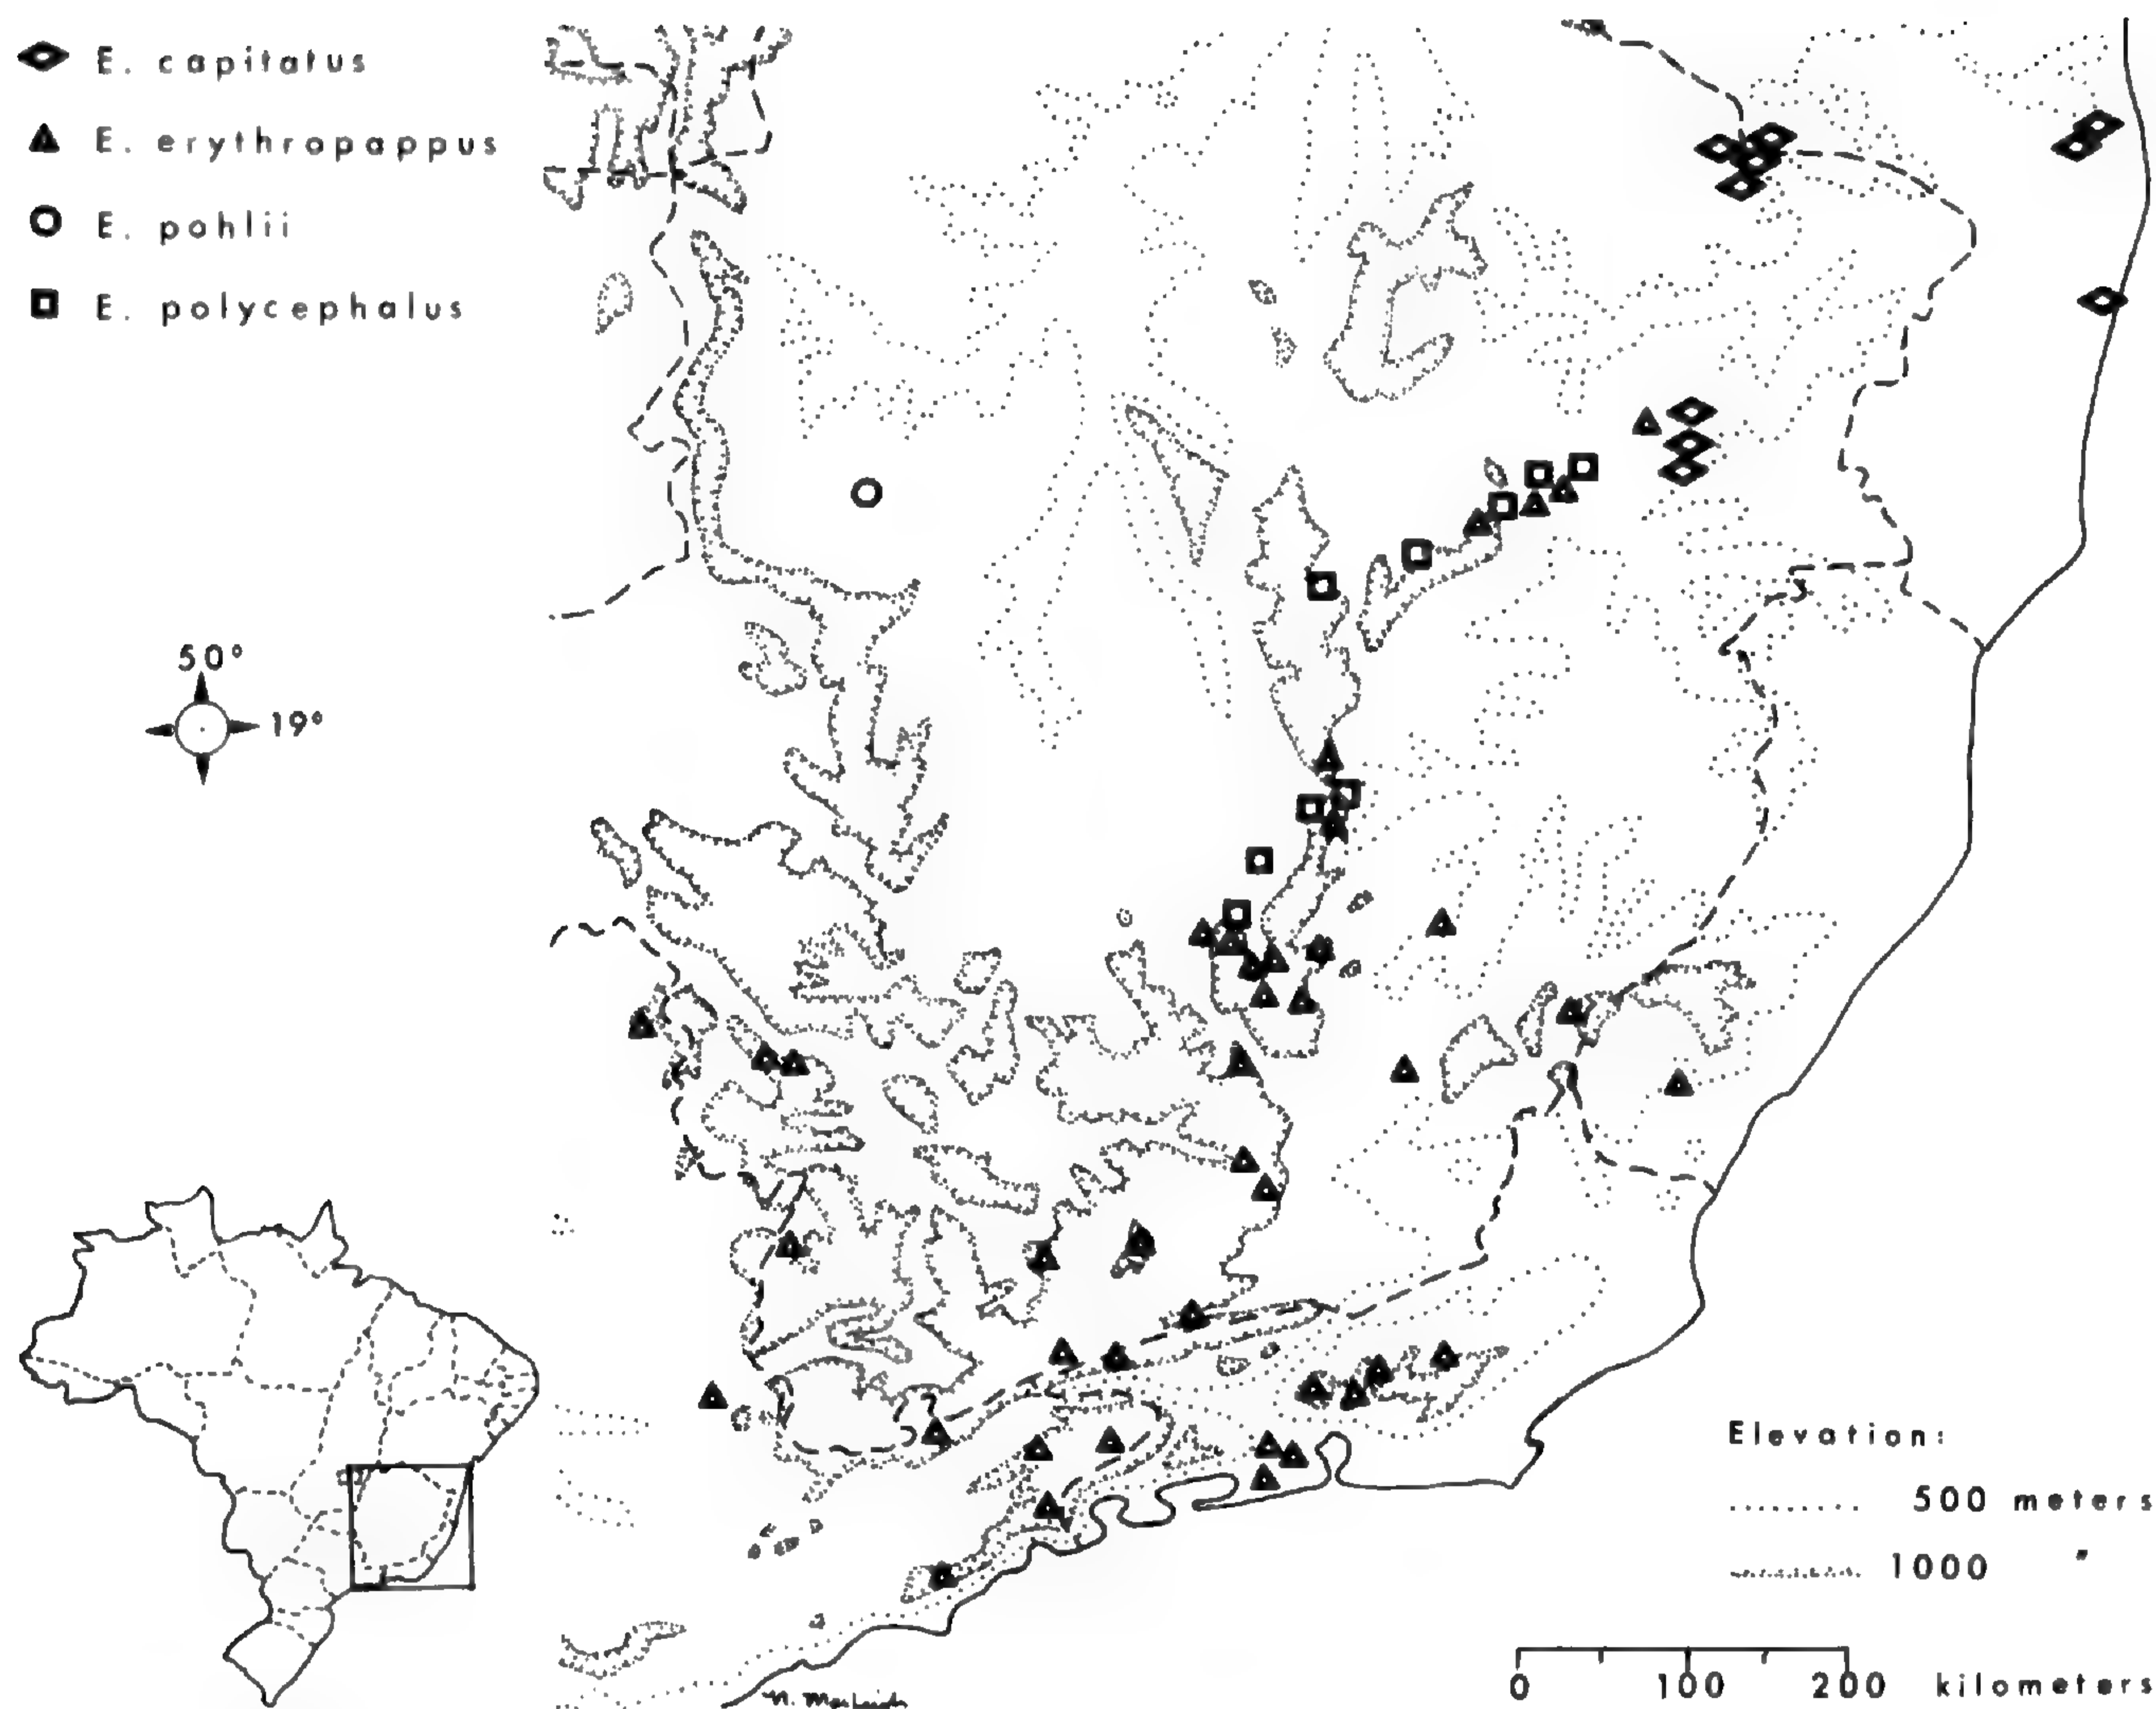 E. capitatus
E. erythropappus
E. pohlii
E. polycephalus
50°
19°
Elevation:
500 meters
1000 "
0 100 200 kilometers